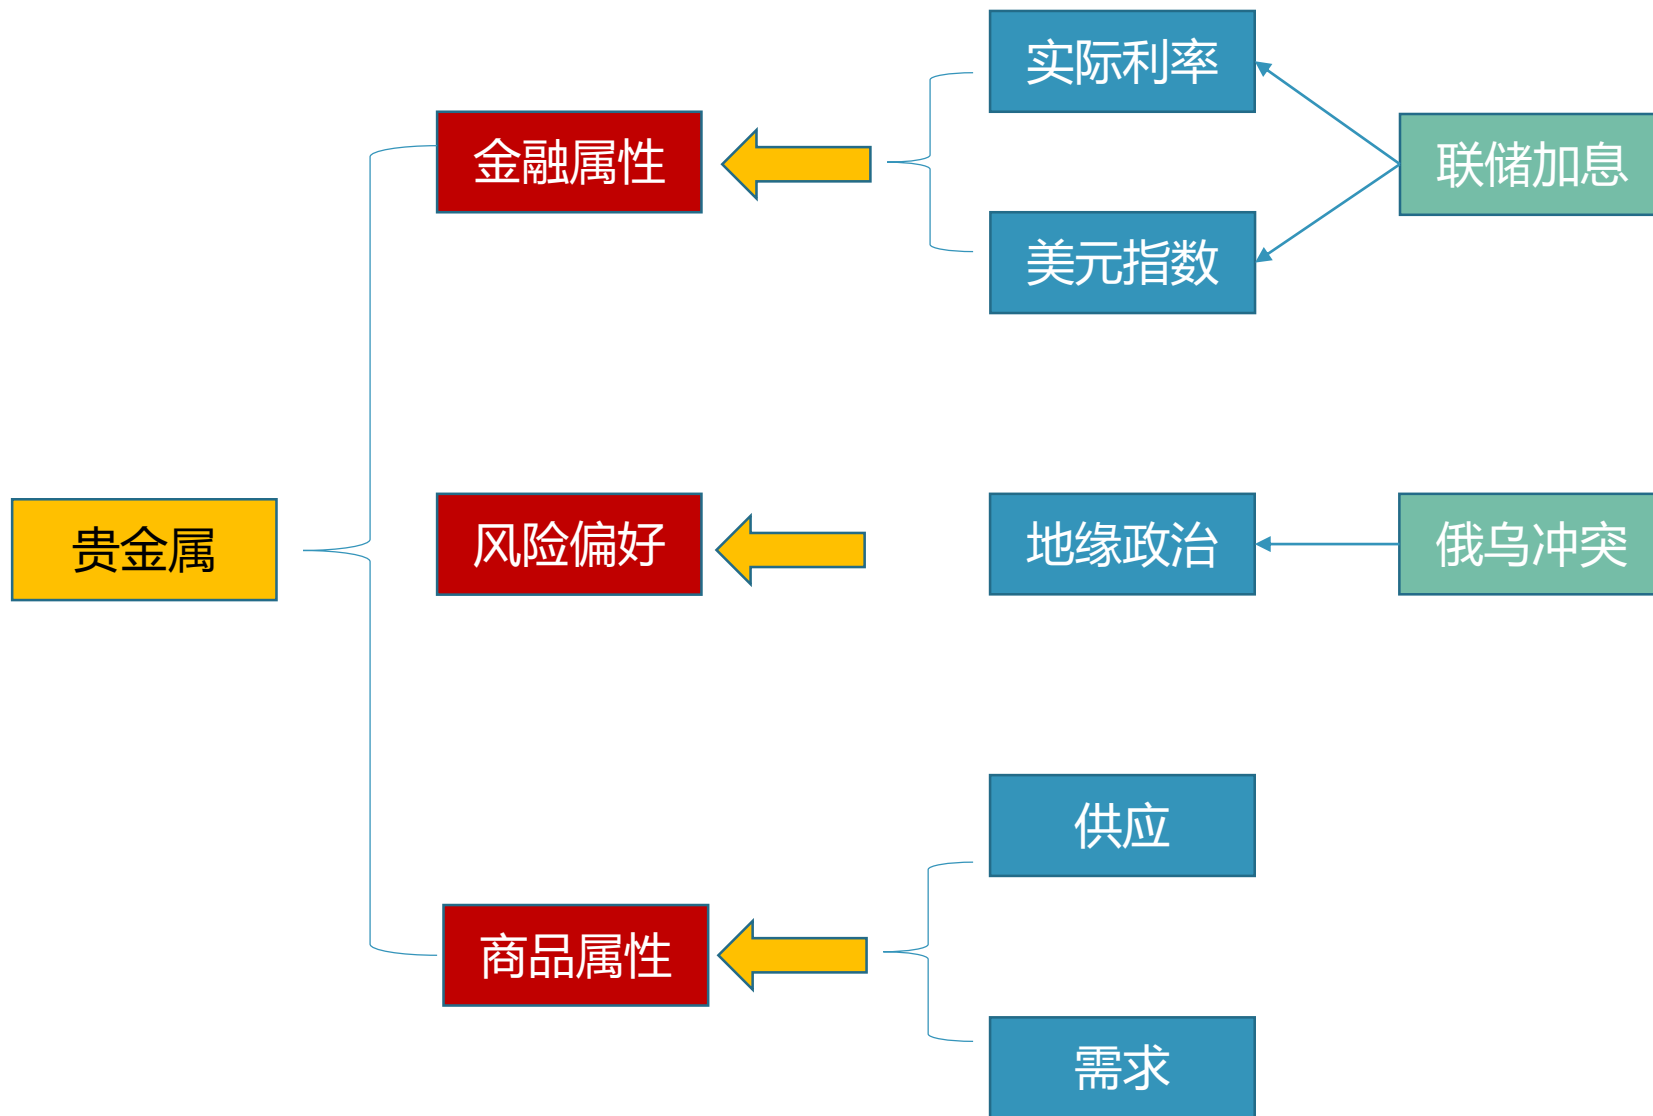 实际利率
金融属性
联储加息
美元指数
贵金属
风险偏好
地缘政治
俄乌冲突
供应
商品属性
需求